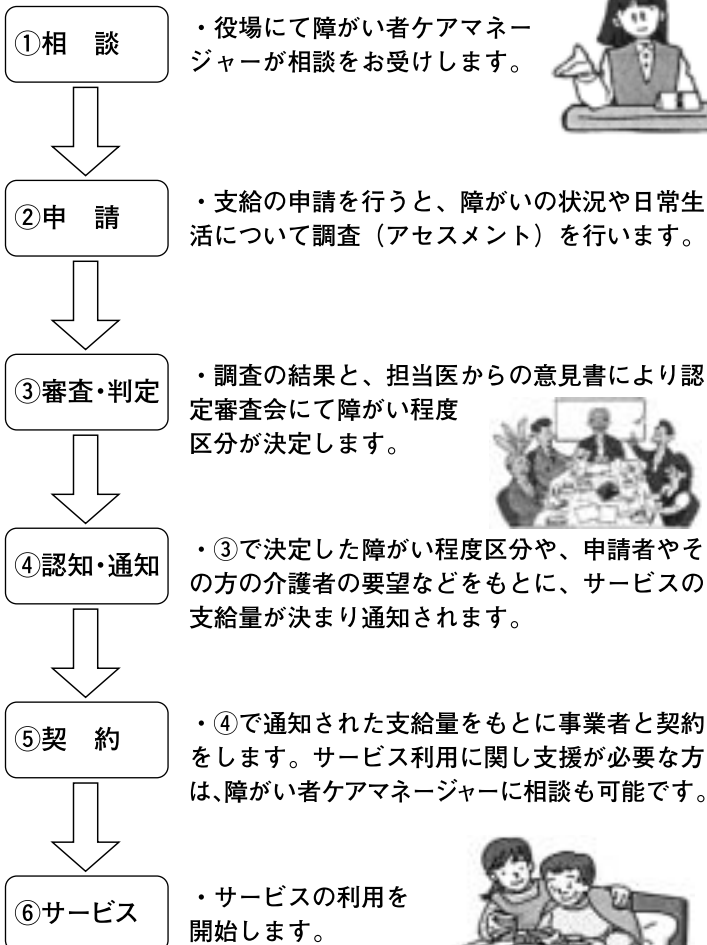 ①相　談
・役場にて障がい者ケアマネー
ジャーが相談をお受けします。
②申　請
・支給の申請を行うと、障がいの状況や日常生
活について調査（アセスメント）を行います。
③審査・判定
・調査の結果と、担当医からの意見書により認
定審査会にて障がい程度
区分が決定します。
④認知・通知
・③で決定した障がい程度区分や、申請者やそ
の方の介護者の要望などをもとに、サービスの
支給量が決まり通知されます。
⑤契　約
・④で通知された支給量をもとに事業者と契約
をします。サービス利用に関し支援が必要な方
は、障がい者ケアマネージャーに相談も可能です。
⑥サービス
・サービスの利用を
開始します。